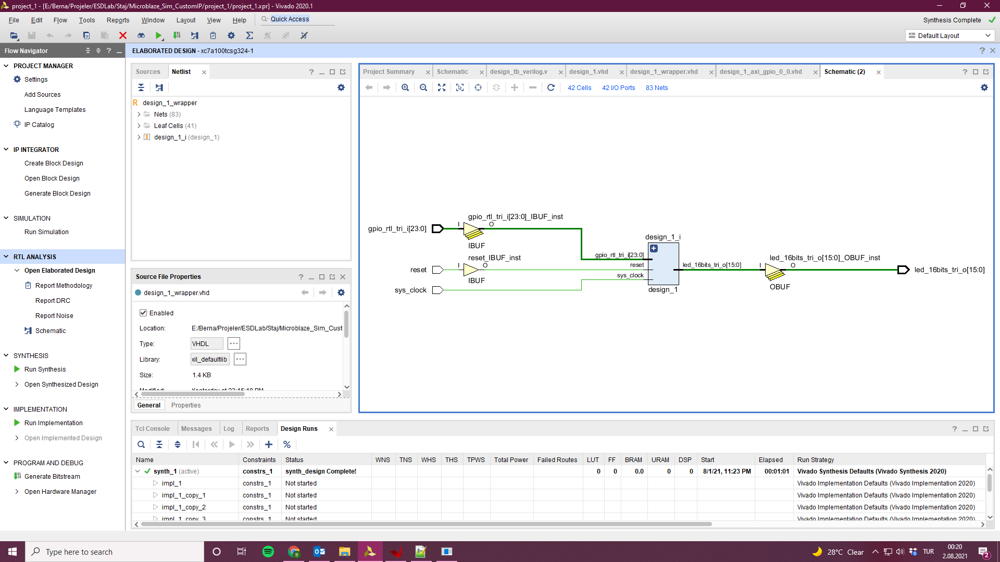 project_1 - [E:/Berna/Projeler/ESDLab/Staj/Microblaze_Sim_CustomIP/project_1/project_1.xpr] - Vivado 2020.1
File Edit Flow Tools Reports Window Layout View Help Quick Access
Synthesis Complete
Default Layout
Flow Navigator
PROJECT MANAGER
Settings
Add Sources
Language Templates
IP Catalog
IP INTEGRATOR
Create Block Design
Open Block Design
Generate Block Design
SIMULATION
Run Simulation
RTL ANALYSIS
Open Elaborated Design
Report Methodology
Report DRC
Report Noise
Schematic
SYNTHESIS
Run Synthesis
Open Synthesized Design
IMPLEMENTATION
Run Implementation
Open Implemented Design
PROGRAM AND DEBUG
Generate Bitstream
Open Hardware Manager
ELABORATED DESIGN - xc7a100tcsg324-1
Sources Netlist
design_1_wrapper
Nets (83)
Leaf Cells (41)
design_1_i (design_1)
Source File Properties
design_1_wrapper.vhd
Enabled
Location: E:/Berna/Projeler/ESDLab/Staj/Microblaze_Sim_Cust
Type: VHDL
Library: xil_defaultlib
Size: 1.4 KB
Modified: Yesterday at 23:15:18 PM
General Properties
Project Summary Schematic design_tb_verilog.v design_1.vhd design_1_wrapper.vhd design_1_axi_gpio_0_0.vhd Schematic (2)
42 Cells 42 I/O Ports 83 Nets
gpio_rtl_tri_i[23:0]_IBUF_inst
gpio_rtl_tri_i[23:0] I O
IBUF
reset_IBUF_inst
reset I O
IBUF
sys_clock
design_1_i
gpio_rtl_tri_i[23:0]
reset
sys_clock
design_1
led_16bits_tri_o[15:0]
led_16bits_tri_o[15:0]_OBUF_inst
I O
OBUF
led_16bits_tri_o[15:0]
Tcl Console Messages Log Reports Design Runs
Name Constraints Status WNS TNS WHS THS TPWS Total Power Failed Routes LUT FF BRAM URAM DSP Start Elapsed Run Strategy
synth_1 (active) constrs_1 synth_design Complete! 0 0 0.0 0 0 8/1/21, 11:23 PM 00:01:01 Vivado Synthesis Defaults (Vivado Synthesis 2020)
impl_1 constrs_1 Not started Vivado Implementation Defaults (Vivado Implementation 2020)
impl_1_copy_1 constrs_1 Not started Vivado Implementation Defaults (Vivado Implementation 2020)
impl_1_copy_2 constrs_1 Not started Vivado Implementation Defaults (Vivado Implementation 2020)
impl_1_copy_3 constrs_1 Not started Vivado Implementation Defaults (Vivado Implementation 2020)
Type here to search
28°C Clear
TUR
00:20
2.08.2021
2